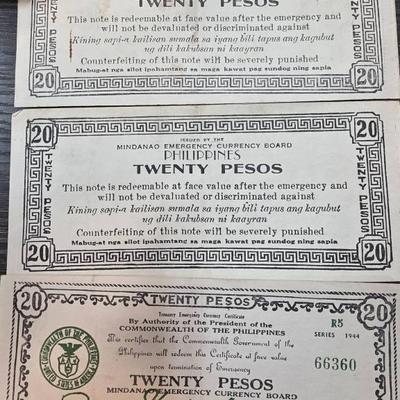 TWENTY PESOS
This note is redeemable at face value after the emergency and
will not be devaluated or discriminated against
Kining sapi-a kailisan sumala sa iyang bili tapus ang kagubut
ug dili kakubsan ni kaayran
Counterfeiting of this note will be severely punished
Mabug-at nga silot ipahamtang sa maga kawat pag sundog ning sapia
20
20
PESOS
ISSUED BY THE
MINDANAO EMERGENCY CURRENCY BOARD
PHILIPPINES
TWENTY PESOS
This note is redeemable at face value after the emergency and
will not be devaluated or discriminated against
Kining sapi-a kailisan sumala sa iyang bili tapus ang kagubut
ug dili kakubsan ni kaayran
Counterfeiting of this note will be severely punished
Mabug-at nga silot ipahamtang sa maga kawat pag sundog ning sapia
20
20
20
20
TWENTY PESOS
TWENTY PESOS
20
TWENTY PESOS
20
Treasury Emergency Currency Certificate
By Authority of the President of the
COMMONWEALTH OF THE PHILIPPINES
R5
SERIES 1944
This certifies that the Commonwealth Government of the
Philippines will redeem this Certificate at face value
upon termination of Emergency
66360
TWENTY PESOS
MINDANAO EMERGENCY CURRENCY BOARD